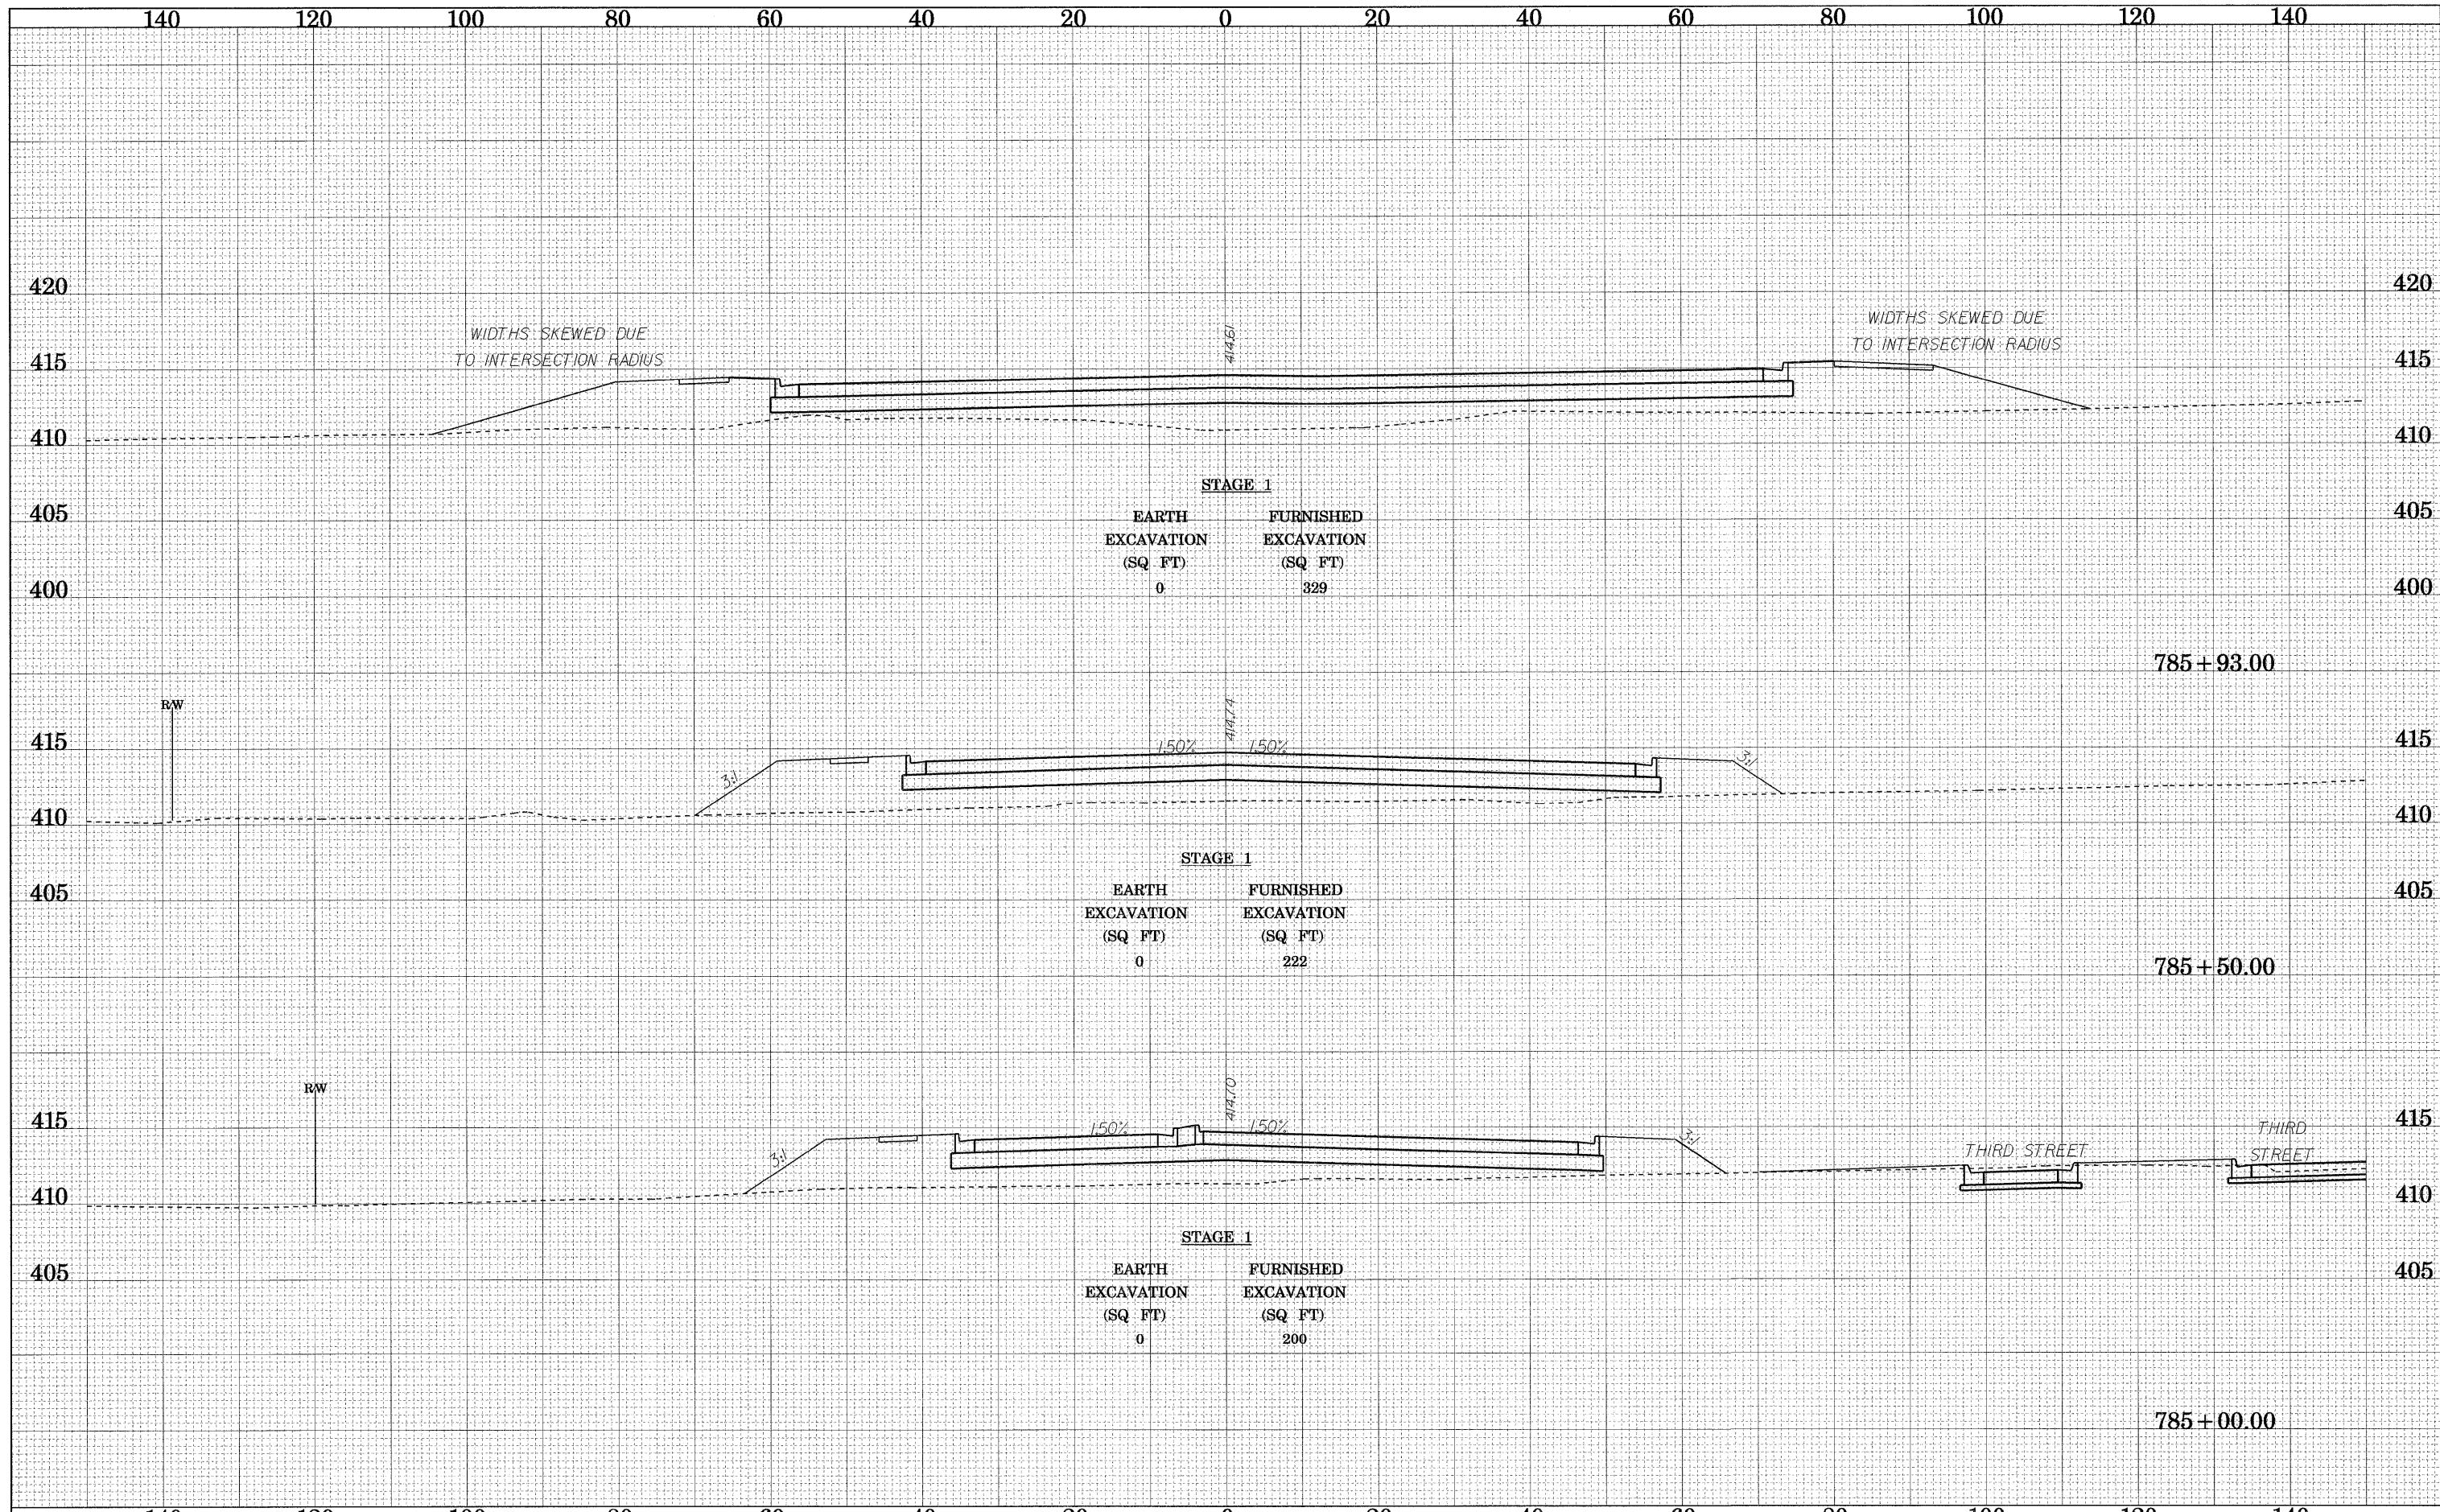 140 120 100 80 60 40 20 0 20 40 60 80 100 120 140
420 420
WIDTHS SKEWED DUE
TO INTERSECTION RADIUS
414.61
WIDTHS SKEWED DUE
TO INTERSECTION RADIUS
415 415
410 410
STAGE 1
405 405
EARTH FURNISHED
EXCAVATION EXCAVATION
(SQ FT) (SQ FT)
0 329
400 400
785+93.00
R/W
414.74
415 1.50% 1.50% 415
3:1 3:1
410 410
STAGE 1
405 405
EARTH FURNISHED
EXCAVATION EXCAVATION
(SQ FT) (SQ FT)
0 222
785+50.00
R/W
414.70
415 1.50% 1.50% 415
3:1 3:1
THIRD STREET
THIRD
STREET
410 410
STAGE 1
405 405
EARTH FURNISHED
EXCAVATION EXCAVATION
(SQ FT) (SQ FT)
0 200
785+00.00